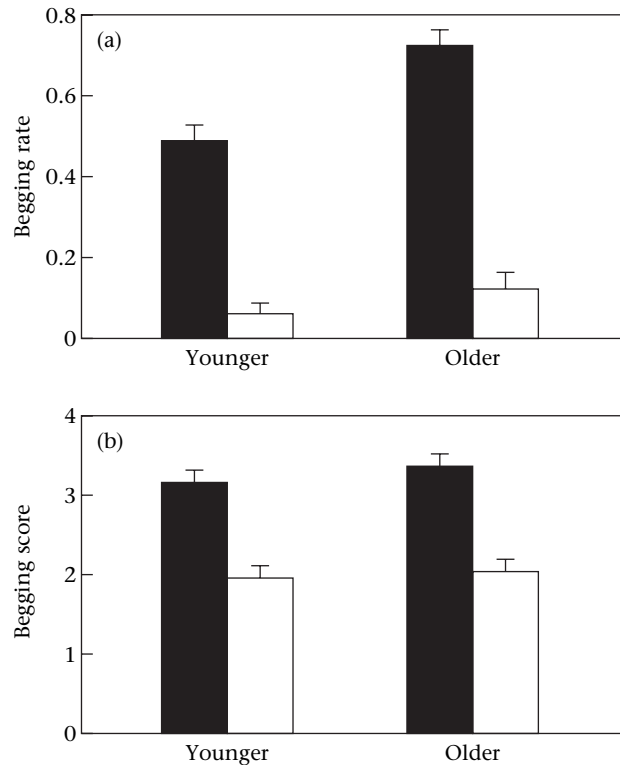 0.8
(a)
0.6
0.4
0.2
0
Begging rate
Younger Older
4
(b)
3
2
1
0
Begging score
Younger Older